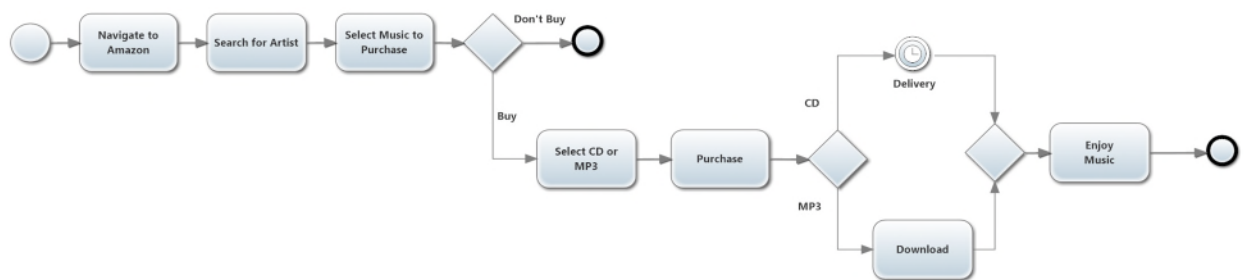 Navigate to
Amazon
Search for Artist
Select Music to
Purchase
Don't Buy
Buy
Select CD or
MP3
Purchase
CD
MP3
Delivery
Download
Enjoy
Music